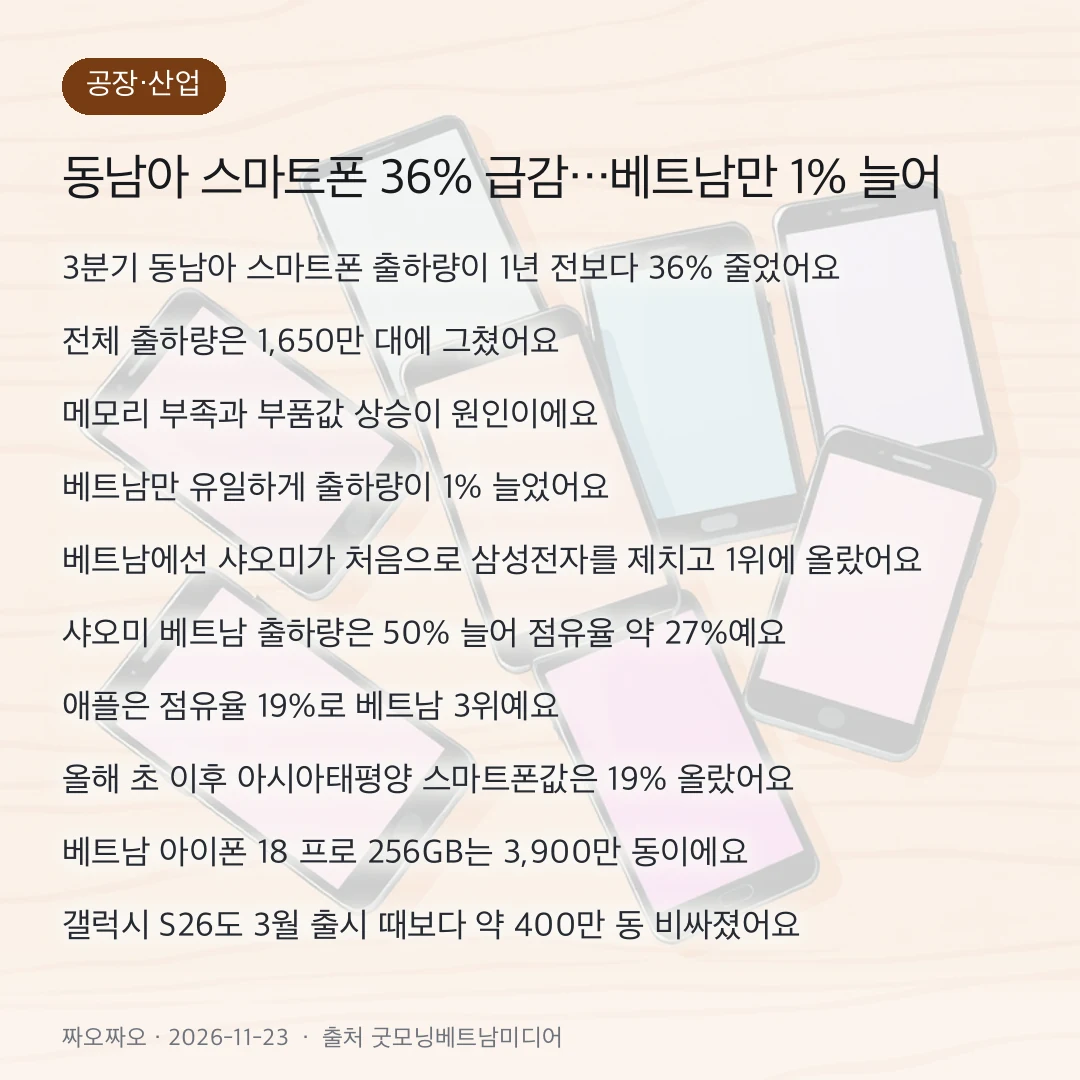 공장·산업
동남아 스마트폰 36% 급감…베트남만 1% 늘어
3분기 동남아 스마트폰 출하량이 1년 전보다 36% 줄었어요
전체 출하량은 1,650만 대에 그쳤어요
메모리 부족과 부품값 상승이 원인이에요
베트남만 유일하게 출하량이 1% 늘었어요
베트남에선 샤오미가 처음으로 삼성전자를 제치고 1위에 올랐어요
샤오미 베트남 출하량은 50% 늘어 점유율 약 27%예요
애플은 점유율 19%로 베트남 3위예요
올해 초 이후 아시아태평양 스마트폰값은 19% 올랐어요
베트남 아이폰 18 프로 256GB는 3,900만 동이에요
갤럭시 S26도 3월 출시 때보다 약 400만 동 비싸졌어요
짜오짜오 · 2026-11-23 · 출처 굿모닝베트남미디어